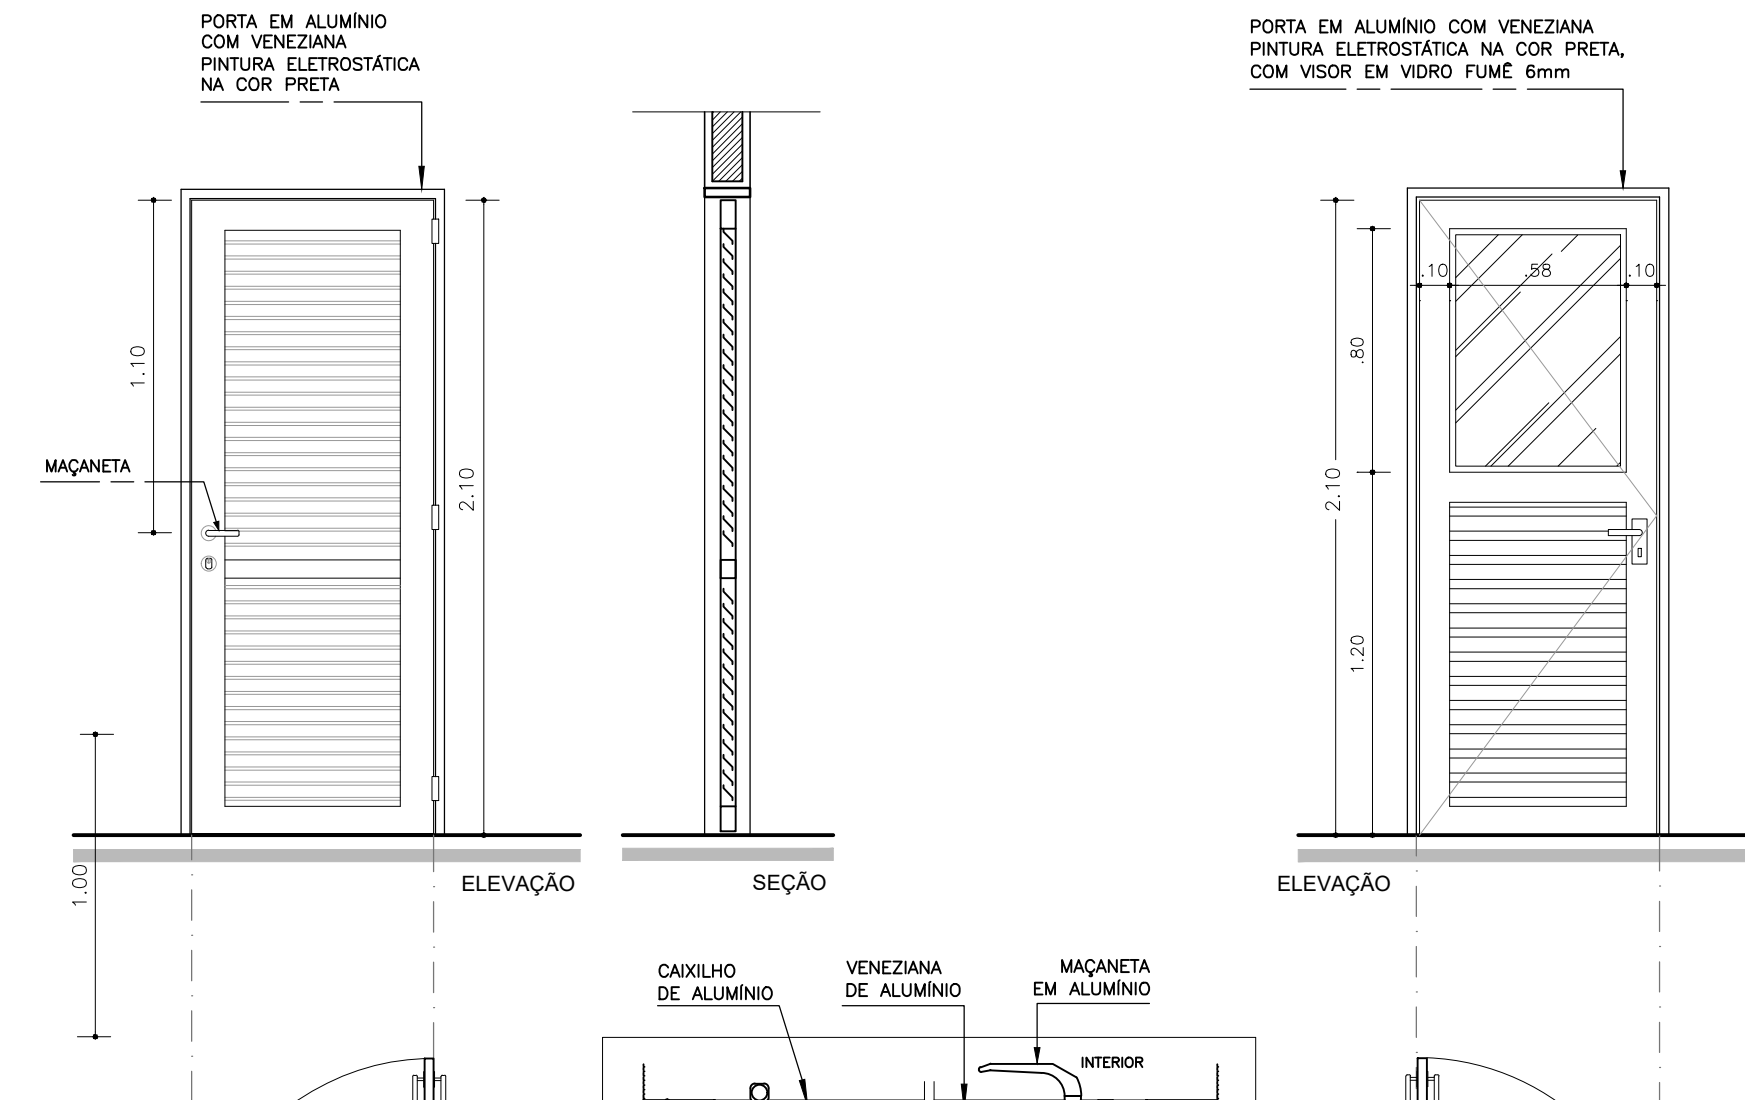 PORTA EM ALUMÍNIO
COM VENEZIANA
PINTURA ELETROSTÁTICA
NA COR PRETA
PORTA EM ALUMÍNIO COM VENEZIANA
PINTURA ELETROSTÁTICA NA COR PRETA,
COM VISOR EM VIDRO FUMÊ 6mm
1.10
MAÇANETA
2.10
1.00
ELEVAÇÃO
SEÇÃO
.10
.58
.10
.80
2.10
1.20
ELEVAÇÃO
CAIXILHO
DE ALUMÍNIO
VENEZIANA
DE ALUMÍNIO
MAÇANETA
EM ALUMÍNIO
INTERIOR